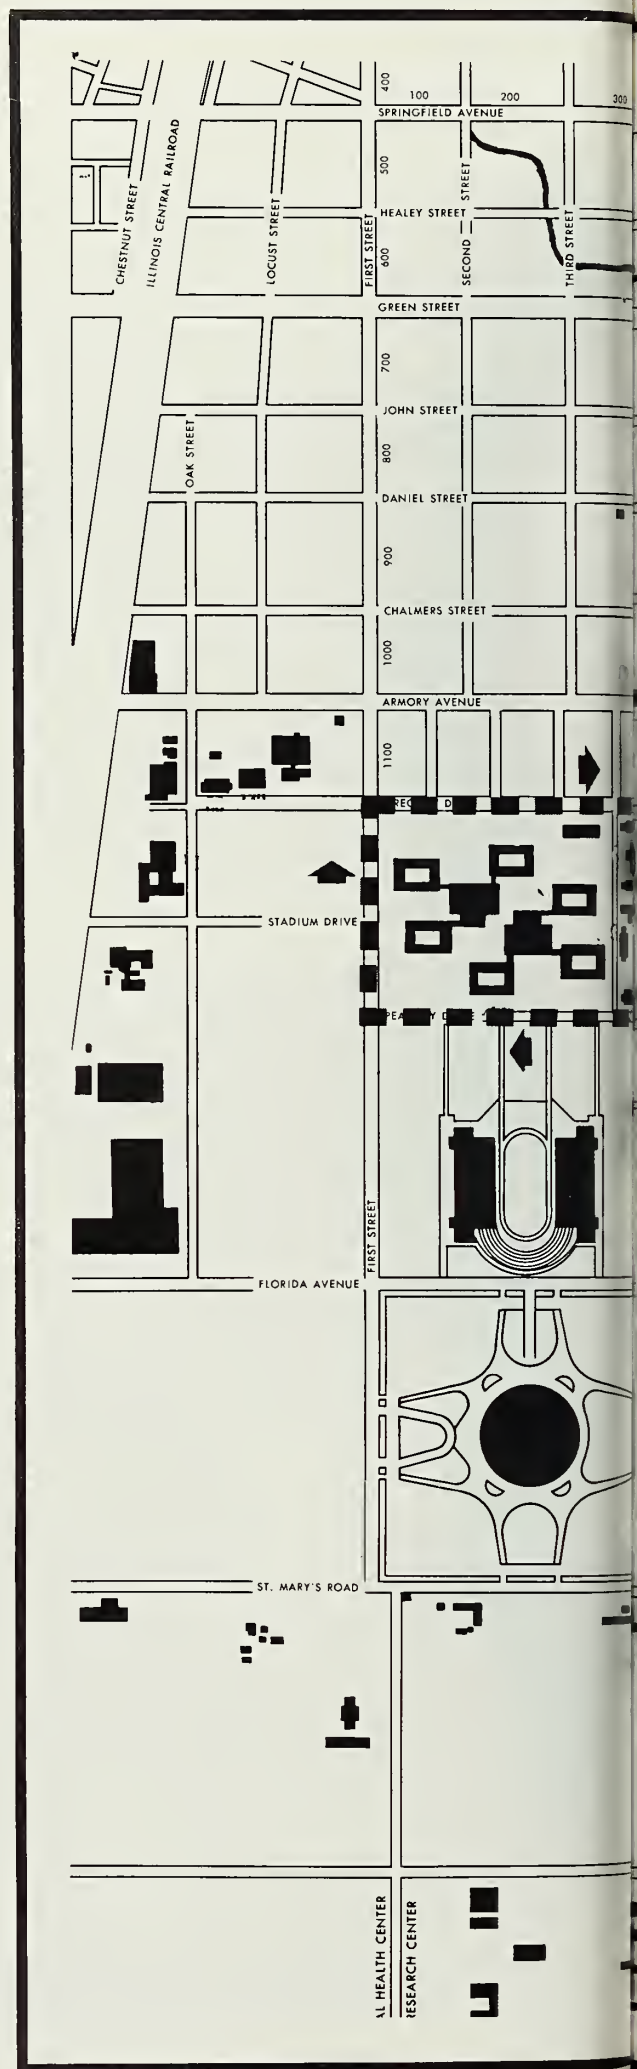 400
100
200
300
SPRINGFIELD AVENUE
CHESTNUT STREET
ILLINOIS CENTRAL RAILROAD
LOCUST STREET
FIRST STREET
500
SECOND STREET
THIRD STREET
HEALEY STREET
600
GREEN STREET
700
JOHN STREET
OAK STREET
800
DANIEL STREET
900
CHALMERS STREET
1000
ARMORY AVENUE
1100
STADIUM DRIVE
FIRST STREET
FLORIDA AVENUE
ST. MARY'S ROAD
AL HEALTH CENTER
ESEARCH CENTER